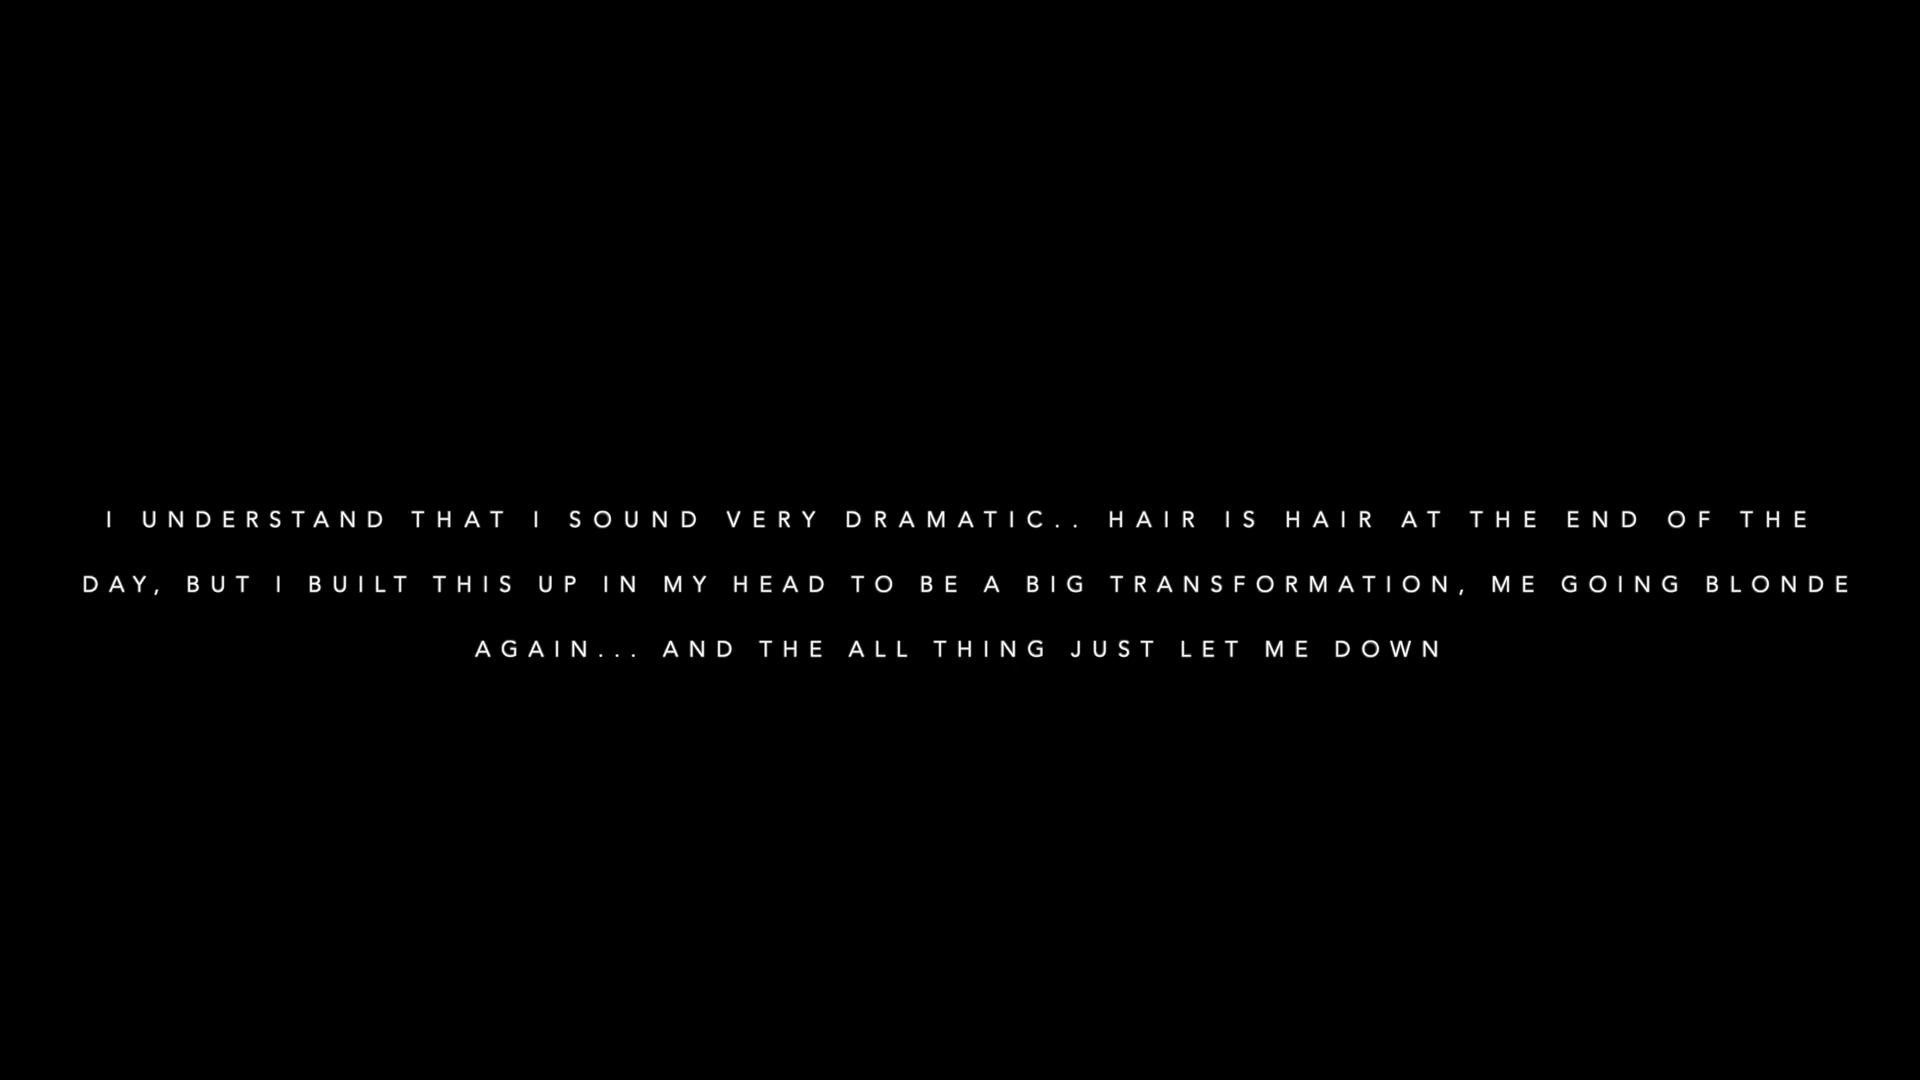 I UNDERSTAND THAT I SOUND VERY DRAMATIC.. HAIR IS HAIR AT THE END OF THE
DAY, BUT I BUILT THIS UP IN MY HEAD TO BE A BIG TRANSFORMATION, ME GOING BLONDE
AGAIN... AND THE ALL THING JUST LET ME DOWN